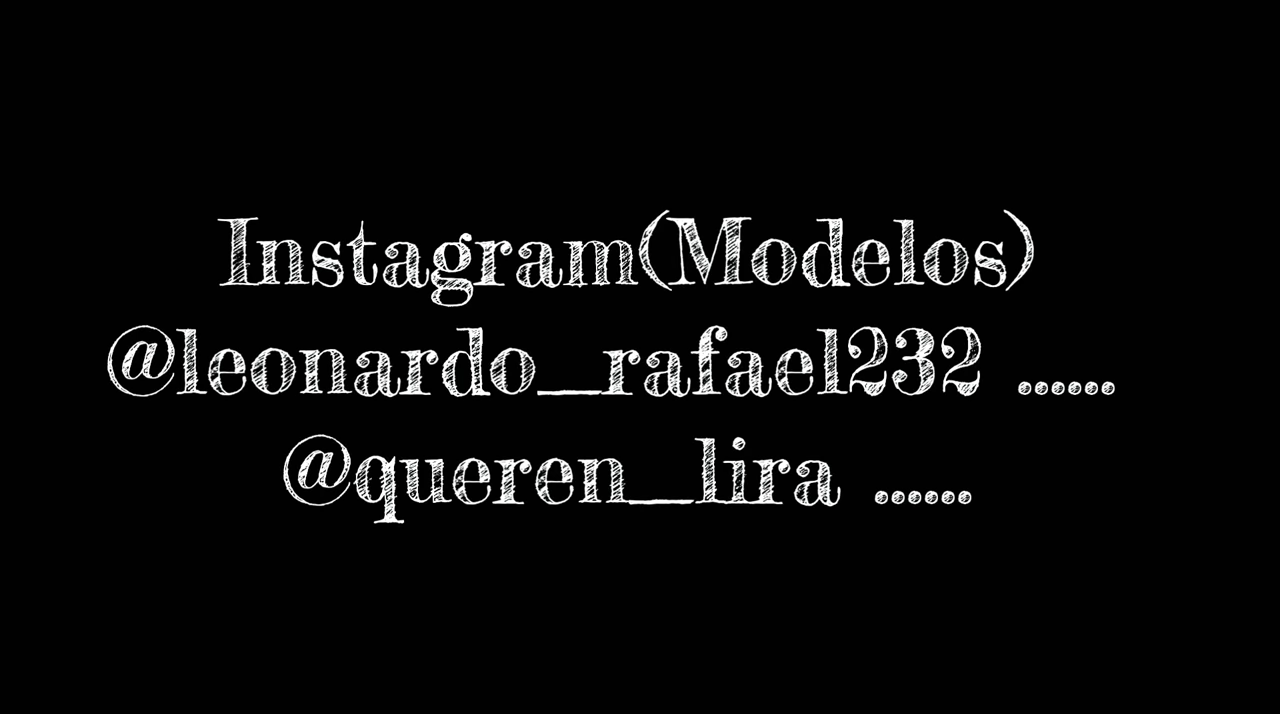 Instagram(Modelos)
@leonardo_rafael232 ......
@queren_lira ......